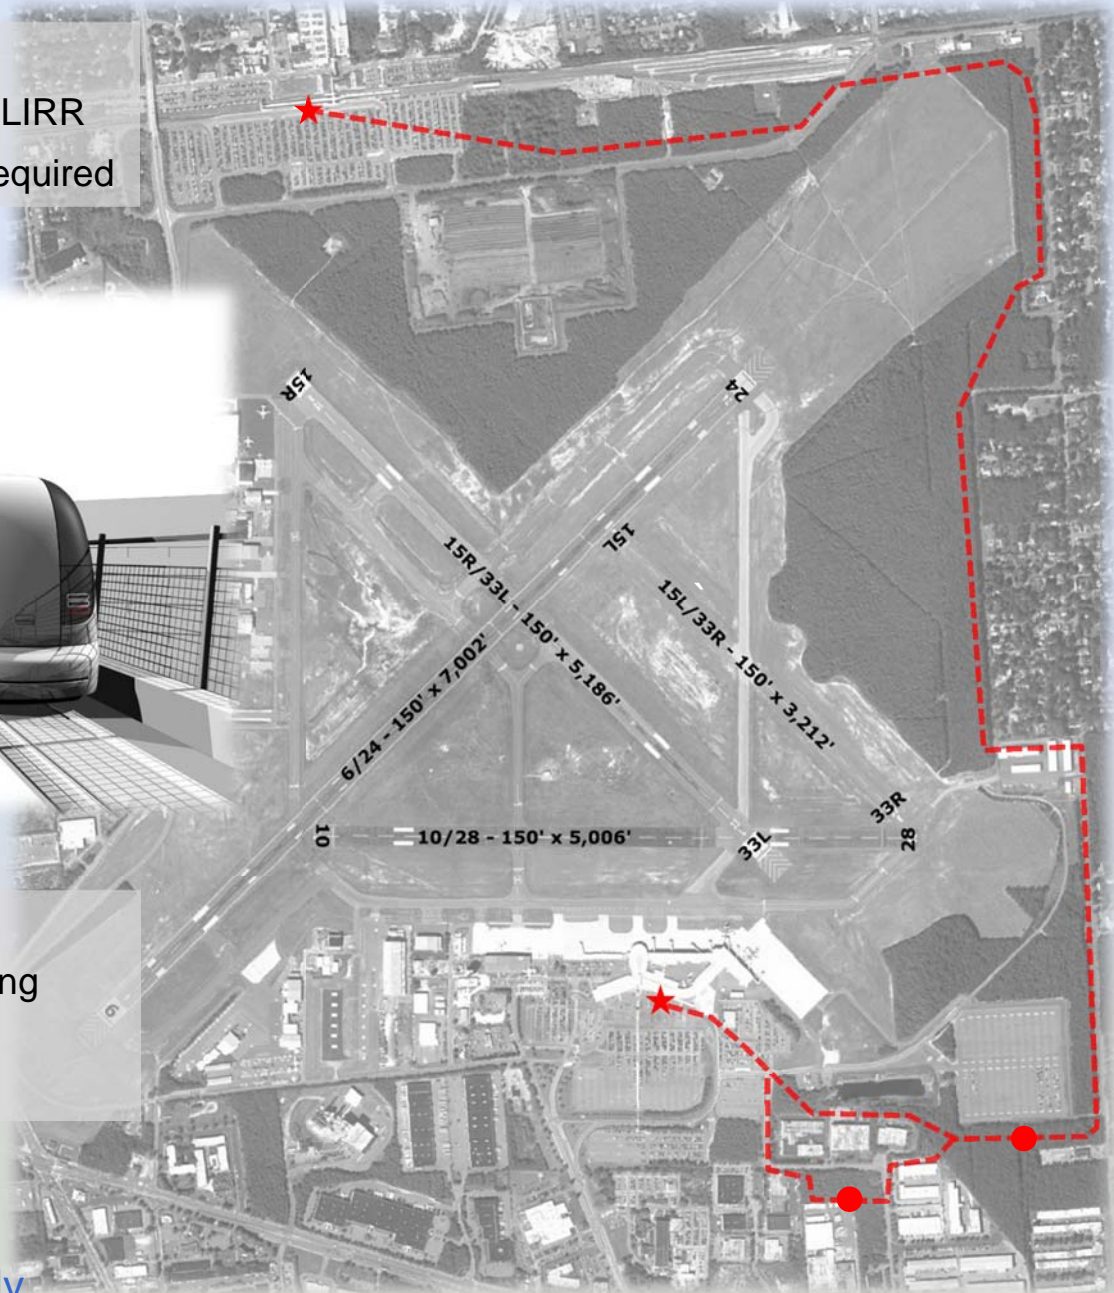 LIRR
equired
15R
24
15L
15R/33L - 150' x 5,186'
15L/33R - 150' x 3,212'
6/24 - 150' x 7,002'
33R
10
10/28 - 150' x 5,006'
33L
28
ng
6
ly